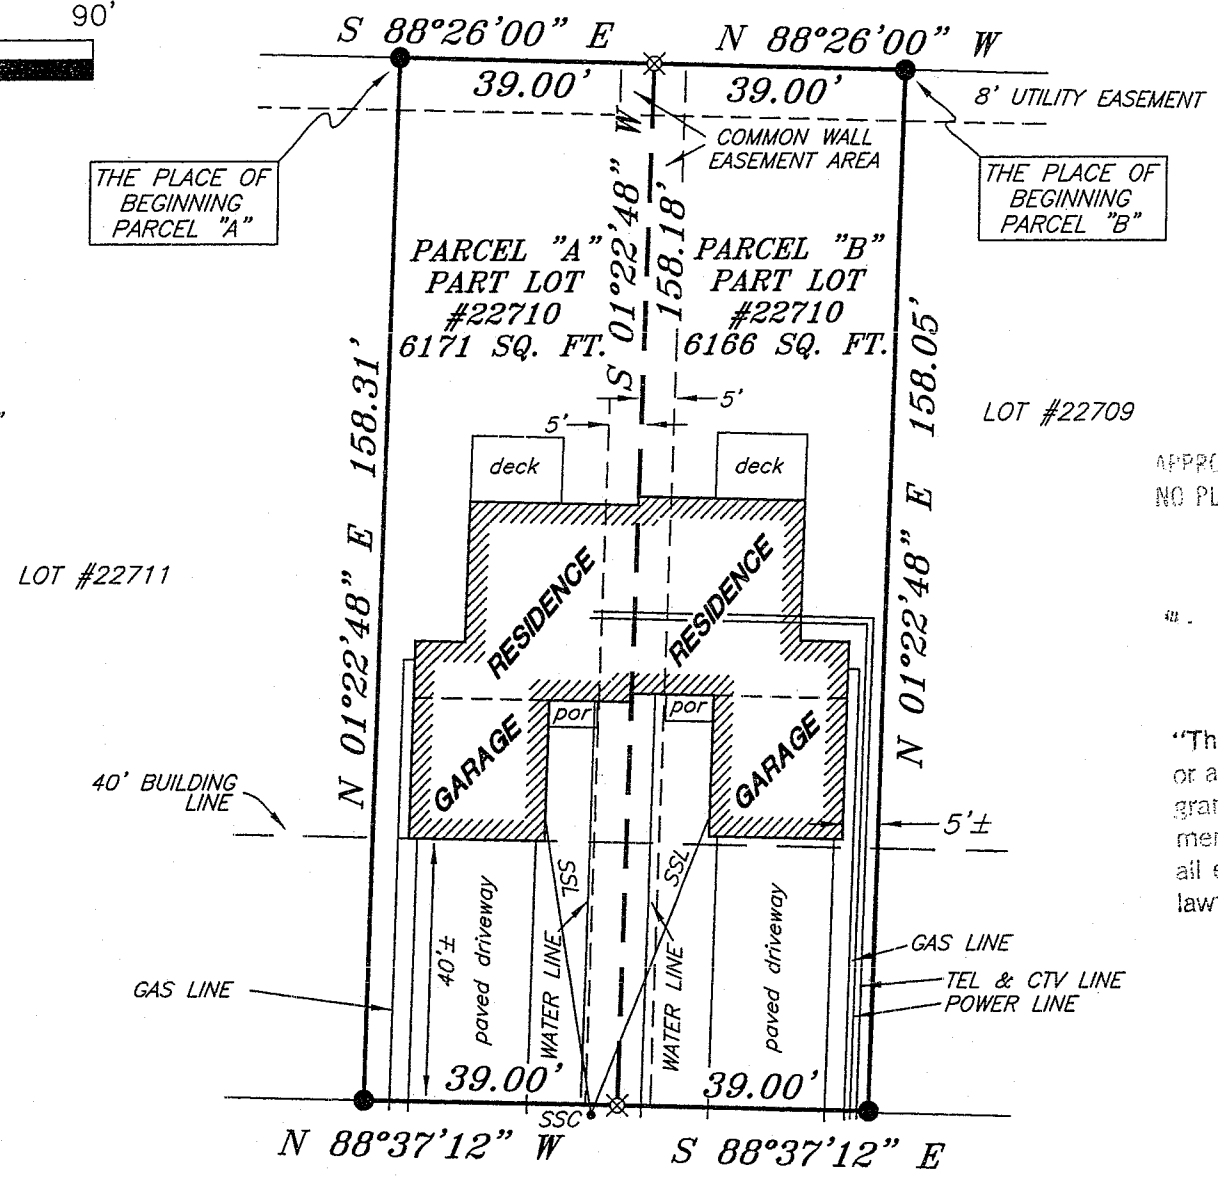 90'
S 88°26'00" E
N 88°26'00" W
39.00'
39.00'
8' UTILITY EASEMENT
COMMON WALL
EASEMENT AREA
THE PLACE OF
BEGINNING
PARCEL "A"
THE PLACE OF
BEGINNING
PARCEL "B"
S 01°22'48" W
158.18'
PARCEL "A"
PART LOT
#22710
6171 SQ. FT.
PARCEL "B"
PART LOT
#22710
6166 SQ. FT.
N 01°22'48" E 158.31'
N 01°22'48" E 158.05'
5'
5'
LOT #22709
LOT #22711
deck
deck
APPRO
NO PL
RESIDENCE
RESIDENCE
por
por
GARAGE
GARAGE
40' BUILDING
LINE
5'±
"Th
or a
gran
men
all e
law
SSL
SSL
40'±
paved driveway
WATER LINE
WATER LINE
paved driveway
GAS LINE
GAS LINE
TEL & CTV LINE
POWER LINE
39.00'
39.00'
SSC
N 88°37'12" W
S 88°37'12" E